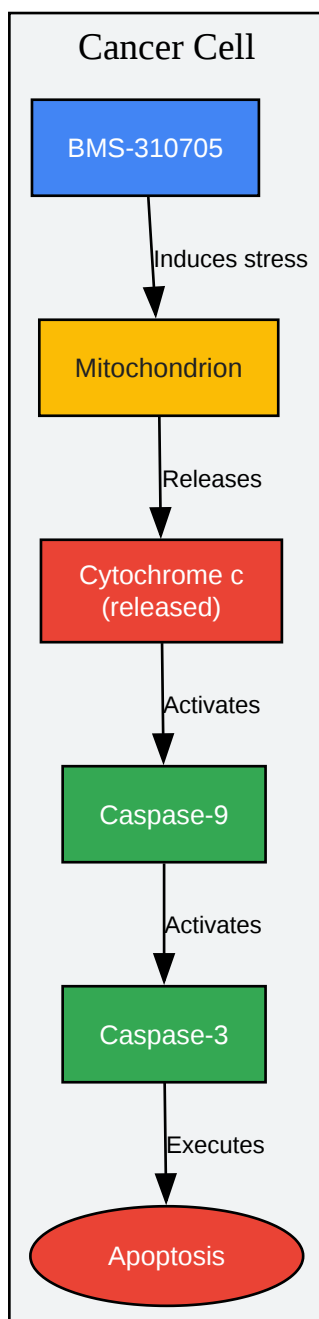 Cancer Cell
BMS-310705
Induces stress
Mitochondrion
Releases
Cytochrome c
(released)
Activates
Caspase-9
Activates
Caspase-3
Executes
Apoptosis